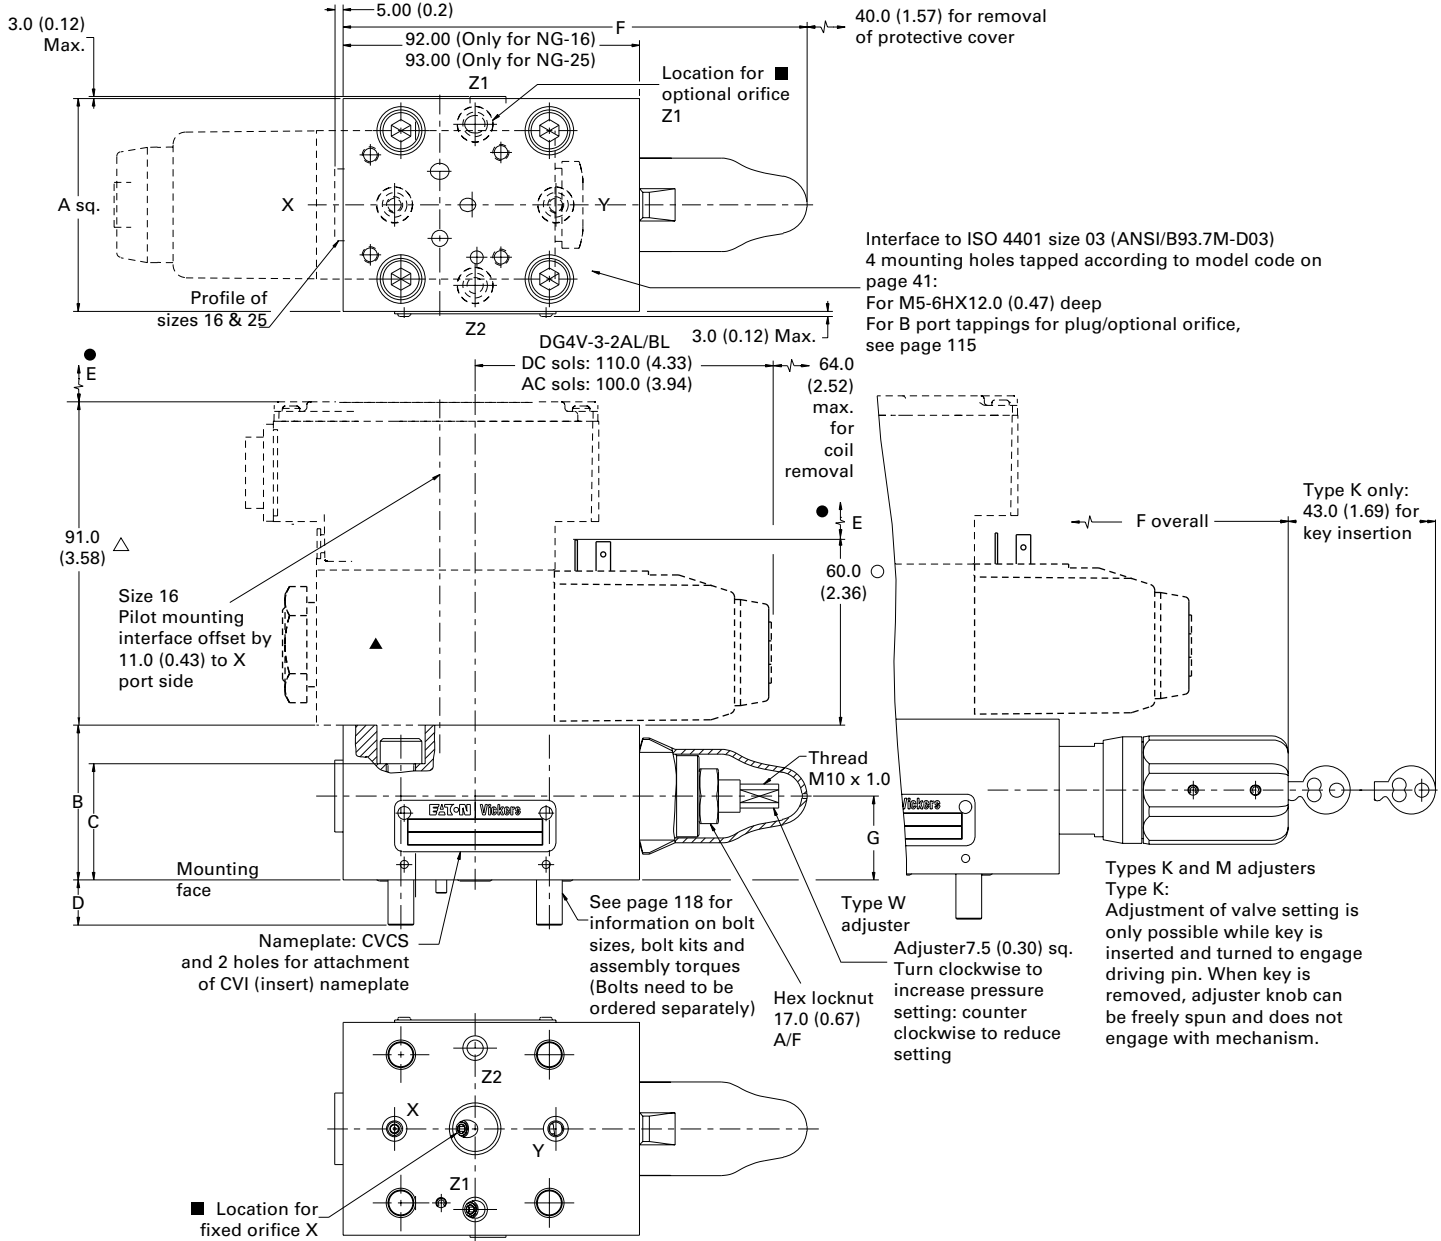 3.0 (0.12)
Max.
5.00 (0.2)
F
92.00 (Only for NG-16)
93.00 (Only for NG-25)
40.0 (1.57) for removal
of protective cover
Z1
Location for ■
optional orifice
Z1
A sq.
X
Y
Profile of
sizes 16 & 25
Z2
3.0 (0.12) Max.
Interface to ISO 4401 size 03 (ANSI/B93.7M-D03)
4 mounting holes tapped according to model code on
page 41:
For M5-6HX12.0 (0.47) deep
For B port tappings for plug/optional orifice,
see page 115
● E
DG4V-3-2AL/BL
DC sols: 110.0 (4.33)
AC sols: 100.0 (3.94)
64.0
(2.52)
max.
for
coil
removal
● E
91.0
(3.58) △
60.0 ○
(2.36)
F overall
Type K only:
43.0 (1.69) for
key insertion
Size 16
Pilot mounting
interface offset by
11.0 (0.43) to X
port side
▲
B
C
D
G
Thread
M10 x 1.0
EATON Vickers
Vickers
Mounting
face
Nameplate: CVCS
and 2 holes for attachment
of CVI (insert) nameplate
See page 118 for
information on bolt
sizes, bolt kits and
assembly torques
(Bolts need to be
ordered separately)
Hex locknut
17.0 (0.67)
A/F
Type W
adjuster
Adjuster7.5 (0.30) sq.
Turn clockwise to
increase pressure
setting: counter
clockwise to reduce
setting
Types K and M adjusters
Type K:
Adjustment of valve setting is
only possible while key is
inserted and turned to engage
driving pin. When key is
removed, adjuster knob can
be freely spun and does not
engage with mechanism.
Z2
X
Y
Z1
■ Location for
fixed orifice X